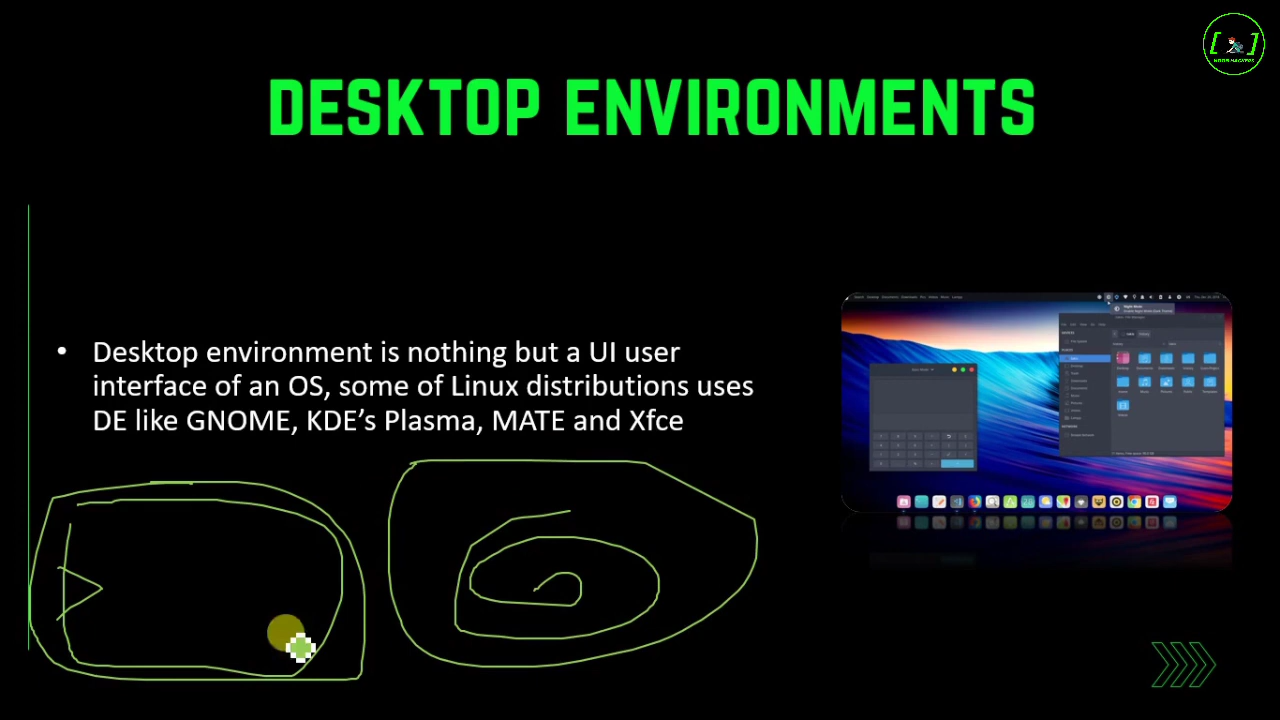 DESKTOP ENVIRONMENTS
• Desktop environment is nothing but a UI user
interface of an OS, some of Linux distributions uses
DE like GNOME, KDE’s Plasma, MATE and Xfce